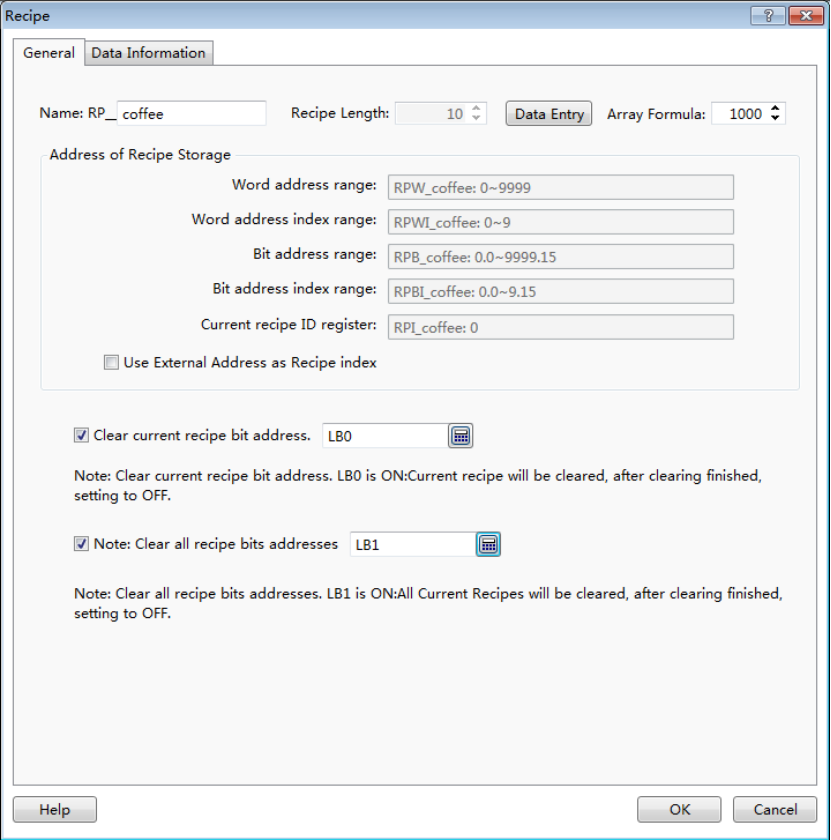 Recipe
General Data Information
Name: RP__ coffee Recipe Length: 10 Data Entry Array Formula: 1000
Address of Recipe Storage
Word address range: RPW_coffee: 0~9999
Word address index range: RPWI_coffee: 0~9
Bit address range: RPB_coffee: 0.0~9999.15
Bit address index range: RPBI_coffee: 0.0~9.15
Current recipe ID register: RPI_coffee: 0
Use External Address as Recipe index
Clear current recipe bit address. LB0
Note: Clear current recipe bit address. LB0 is ON:Current recipe will be cleared, after clearing finished,
setting to OFF.
Note: Clear all recipe bits addresses LB1
Note: Clear all recipe bits addresses. LB1 is ON:All Current Recipes will be cleared, after clearing finished,
setting to OFF.
Help OK Cancel